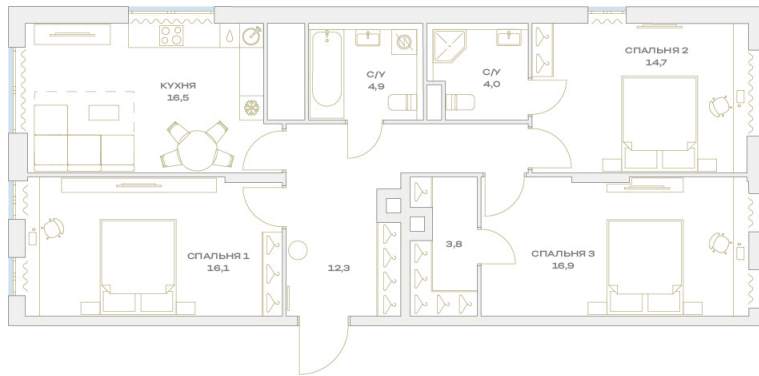 КУХНЯ
16,5
С/У
4,9
С/У
4,0
СПАЛЬНЯ 2
14,7
СПАЛЬНЯ 1
16,1
12,3
3,8
СПАЛЬНЯ 3
16,9